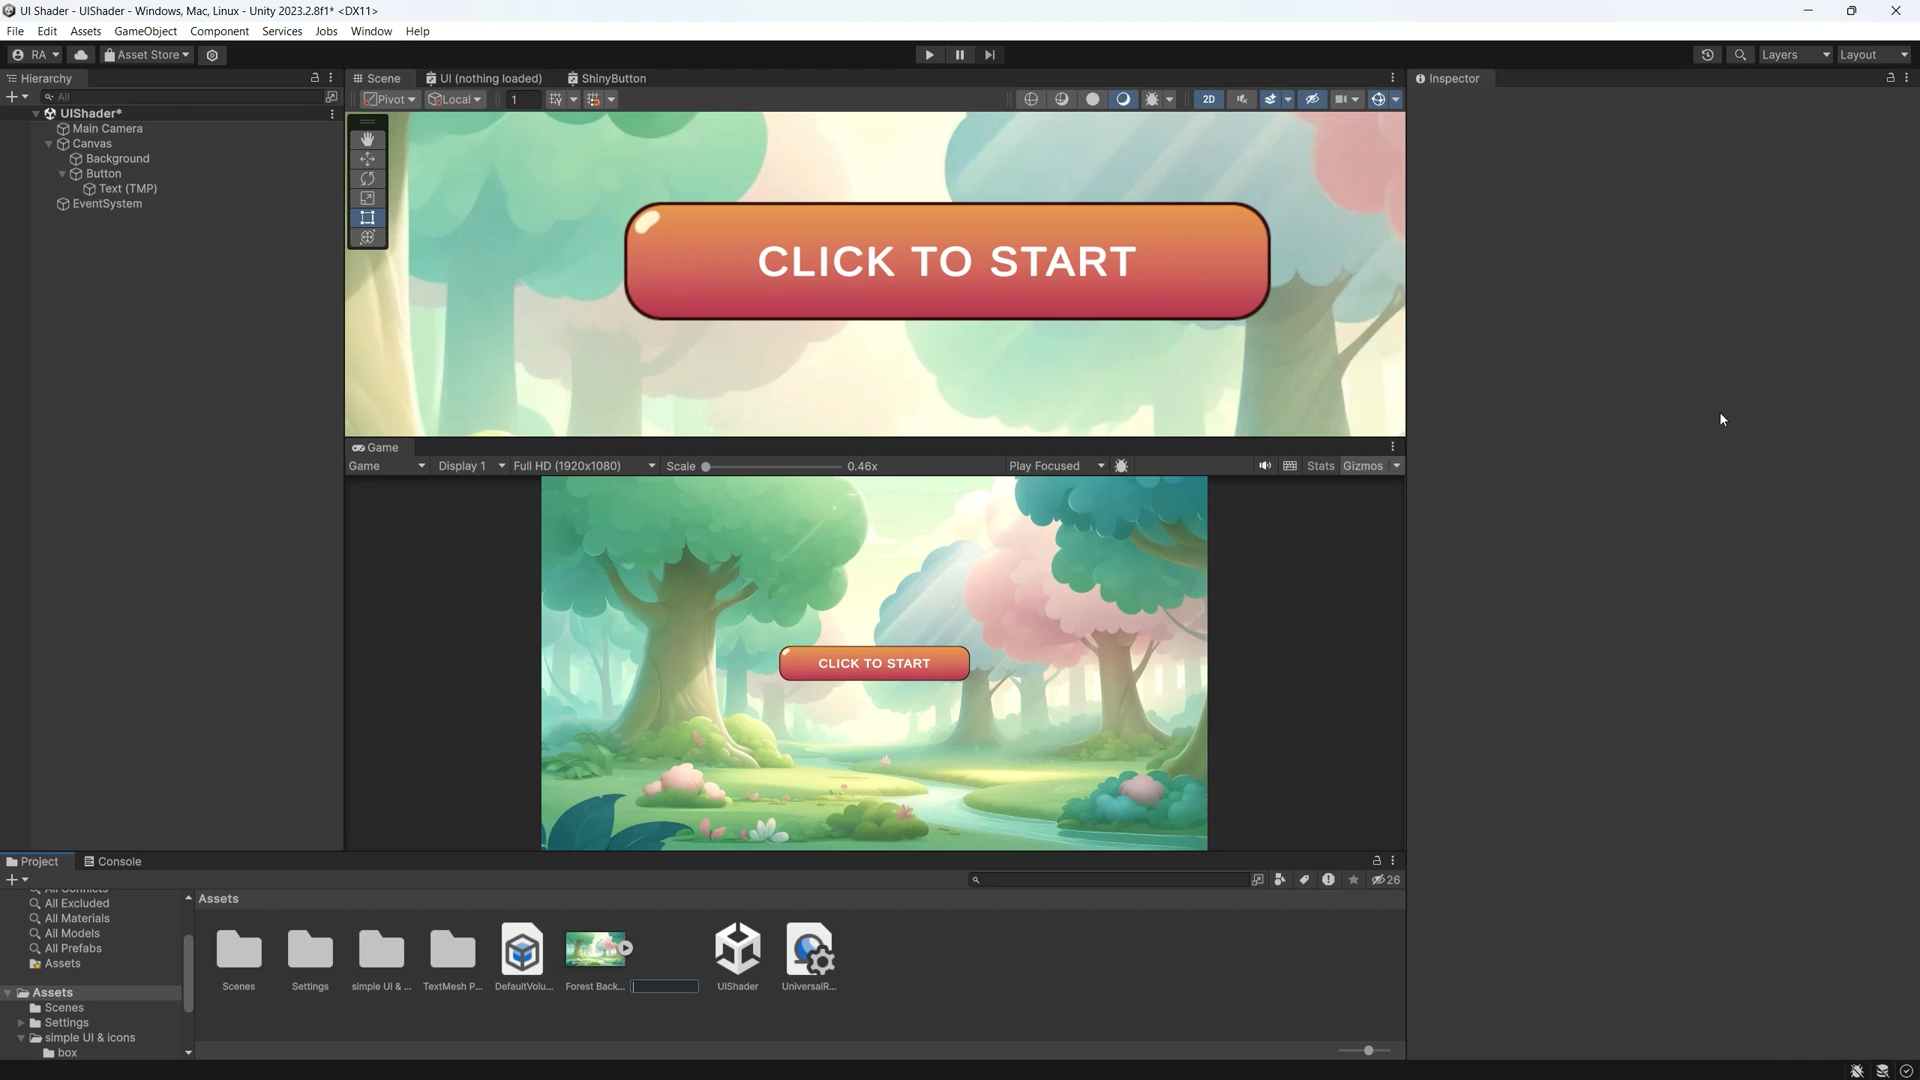 UI Shader - UIShader - Windows, Mac, Linux - Unity 2023.2.8f1* <DX11>
File Edit Assets GameObject Component Services Jobs Window Help
RA Asset Store Layers Layout
Hierarchy
All
UIShader*
Main Camera
Canvas
Background
Button
Text (TMP)
EventSystem
Scene UI (nothing loaded) ShinyButton
Pivot Local 1 2D
CLICK TO START
Game
Game Display 1 Full HD (1920x1080) Scale 0.46x Play Focused Stats Gizmos
CLICK TO START
Inspector
Project Console
26
All Conflicts
All Excluded
All Materials
All Models
All Prefabs
Assets
Assets
Scenes
Settings
simple UI & icons
box
Assets
Scenes Settings simple UI & ... TextMesh P... DefaultVolu... Forest Back... UIShader UniversalR...